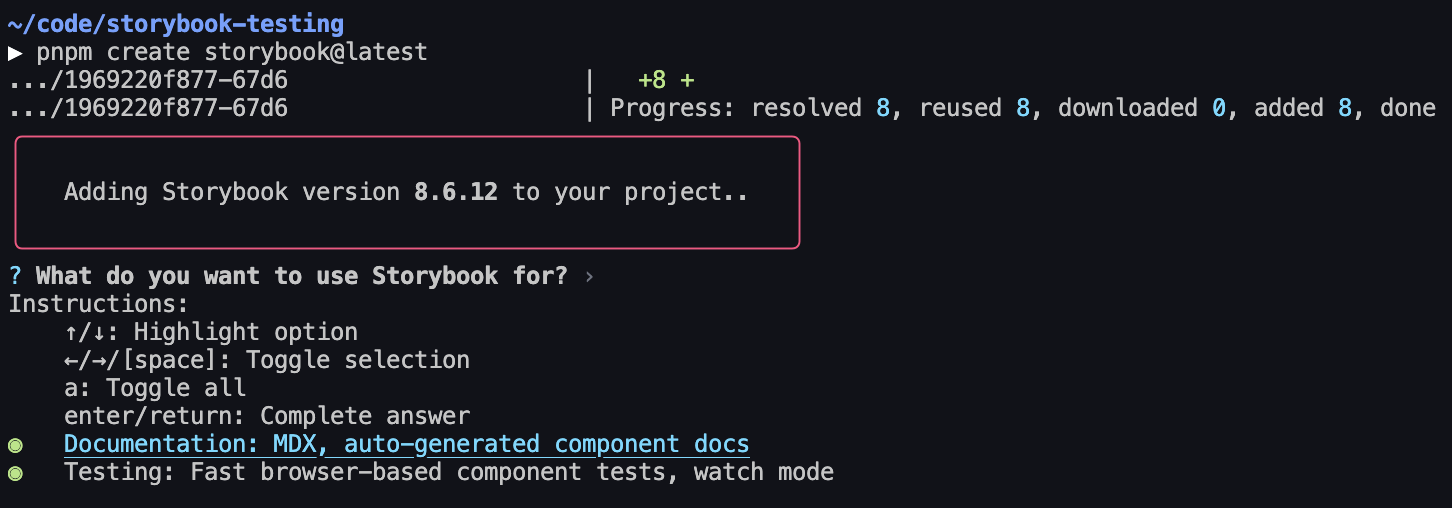 ~/code/storybook-testing
▶ pnpm create storybook@latest
.../1969220f877-67d6 | +8 +
.../1969220f877-67d6 | Progress: resolved 8, reused 8, downloaded 0, added 8, done
Adding Storybook version 8.6.12 to your project..
? What do you want to use Storybook for? ›
Instructions:
↑/↓: Highlight option
←/→/[space]: Toggle selection
a: Toggle all
enter/return: Complete answer
◉ Documentation: MDX, auto-generated component docs
◉ Testing: Fast browser-based component tests, watch mode